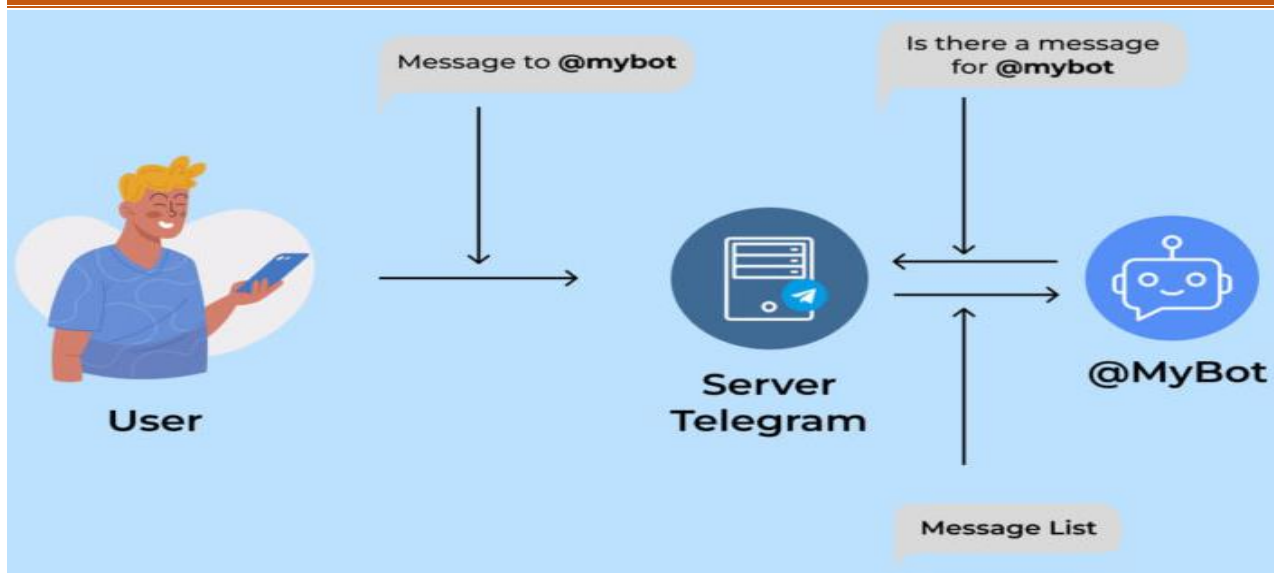 Message to @mybot
Is there a message
for @mybot
User
Server
Telegram
@MyBot
Message List